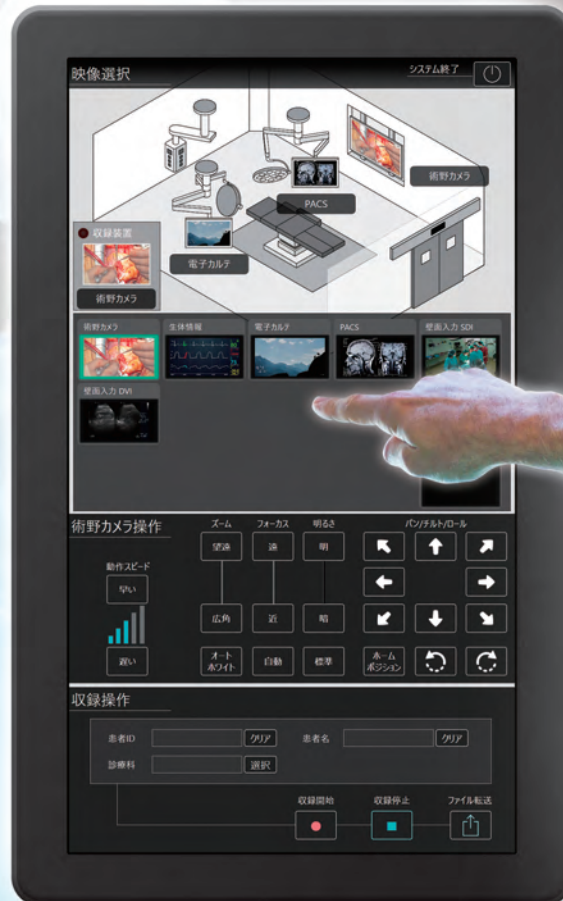 映像選択
システム終了
術野カメラ
PACS
収録装置
電子カルテ
術野カメラ
術野カメラ
生体情報
電子カルテ
PACS
壁面入力 SDI
壁面入力 DVI
術野カメラ操作
ズーム
フォーカス
明るさ
パン/チルト/ロール
動作スピード
望遠
遠
明
早い
広角
近
暗
遅い
オート
ホワイト
自動
標準
ホーム
ポジション
収録操作
患者ID
クリア
患者名
クリア
診療科
選択
収録開始
収録停止
ファイル転送